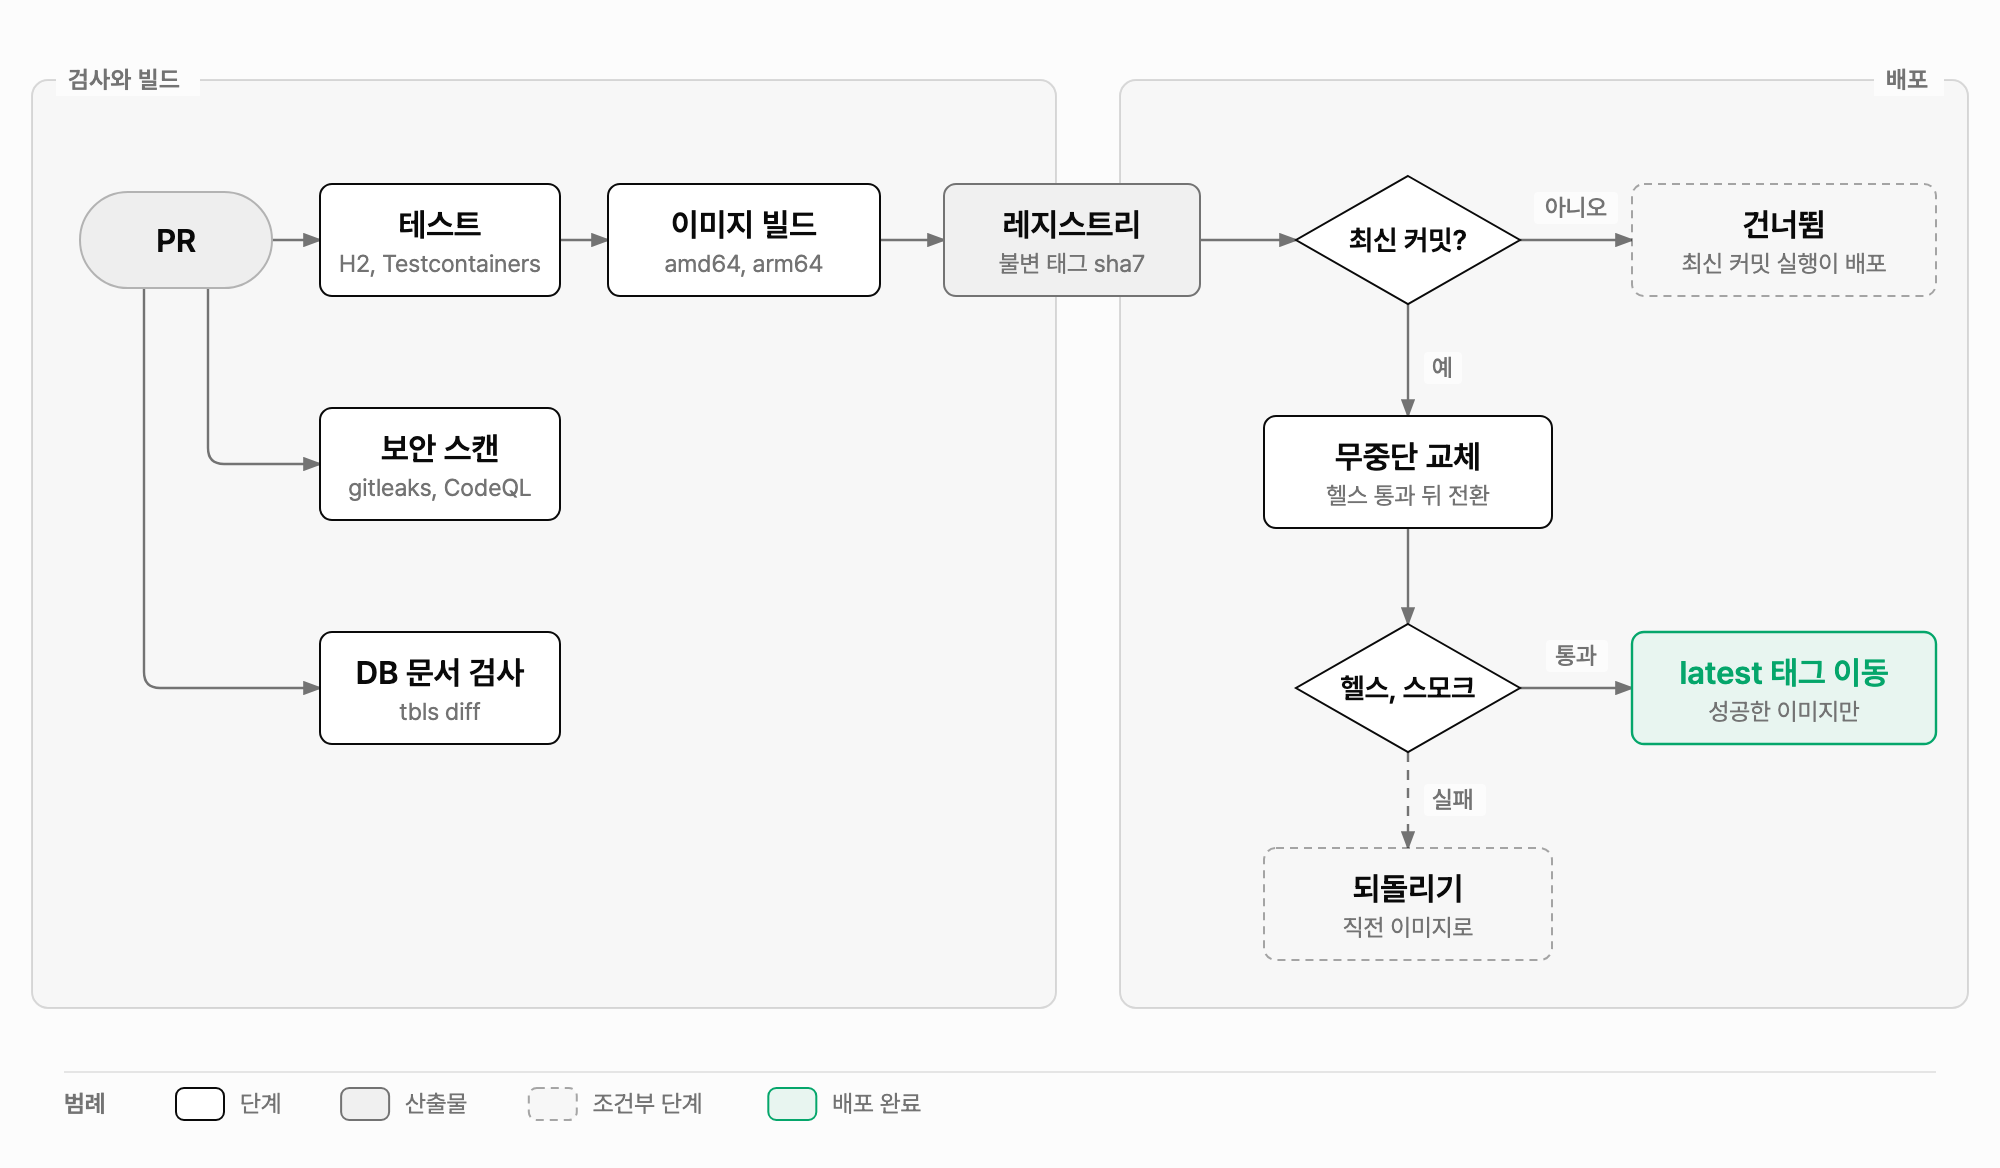 검사와 빌드
배포
PR
테스트
H2, Testcontainers
이미지 빌드
amd64, arm64
레지스트리
불변 태그 sha7
최신 커밋?
아니오
건너뜀
최신 커밋 실행이 배포
예
보안 스캔
gitleaks, CodeQL
무중단 교체
헬스 통과 뒤 전환
DB 문서 검사
tbls diff
헬스, 스모크
통과
latest 태그 이동
성공한 이미지만
실패
되돌리기
직전 이미지로
범례
단계
산출물
조건부 단계
배포 완료